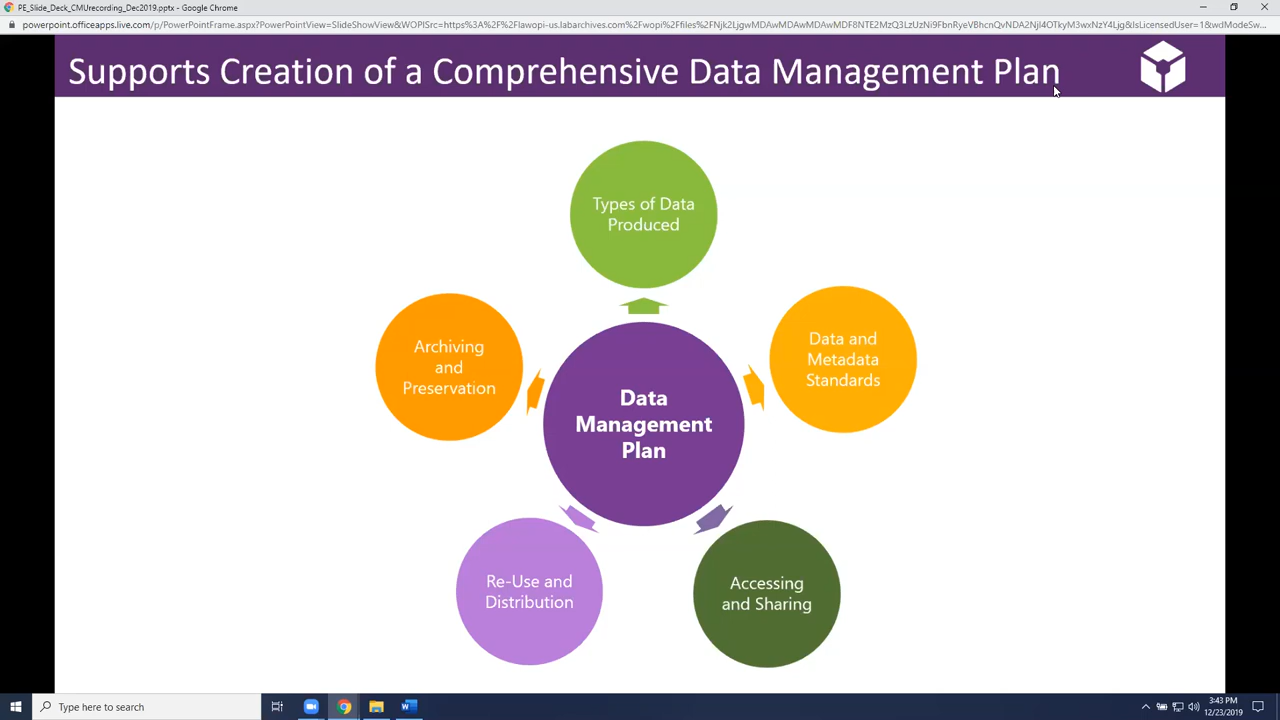 PE_Slide_Deck_CMUrecording_Dec2019.pptx - Google Chrome
Supports Creation of a Comprehensive Data Management Plan
Types of Data
Produced
Archiving
and
Preservation
Data and
Metadata
Standards
Data
Management
Plan
Re-Use and
Distribution
Accessing
and Sharing
Type here to search
3:43 PM
12/23/2019